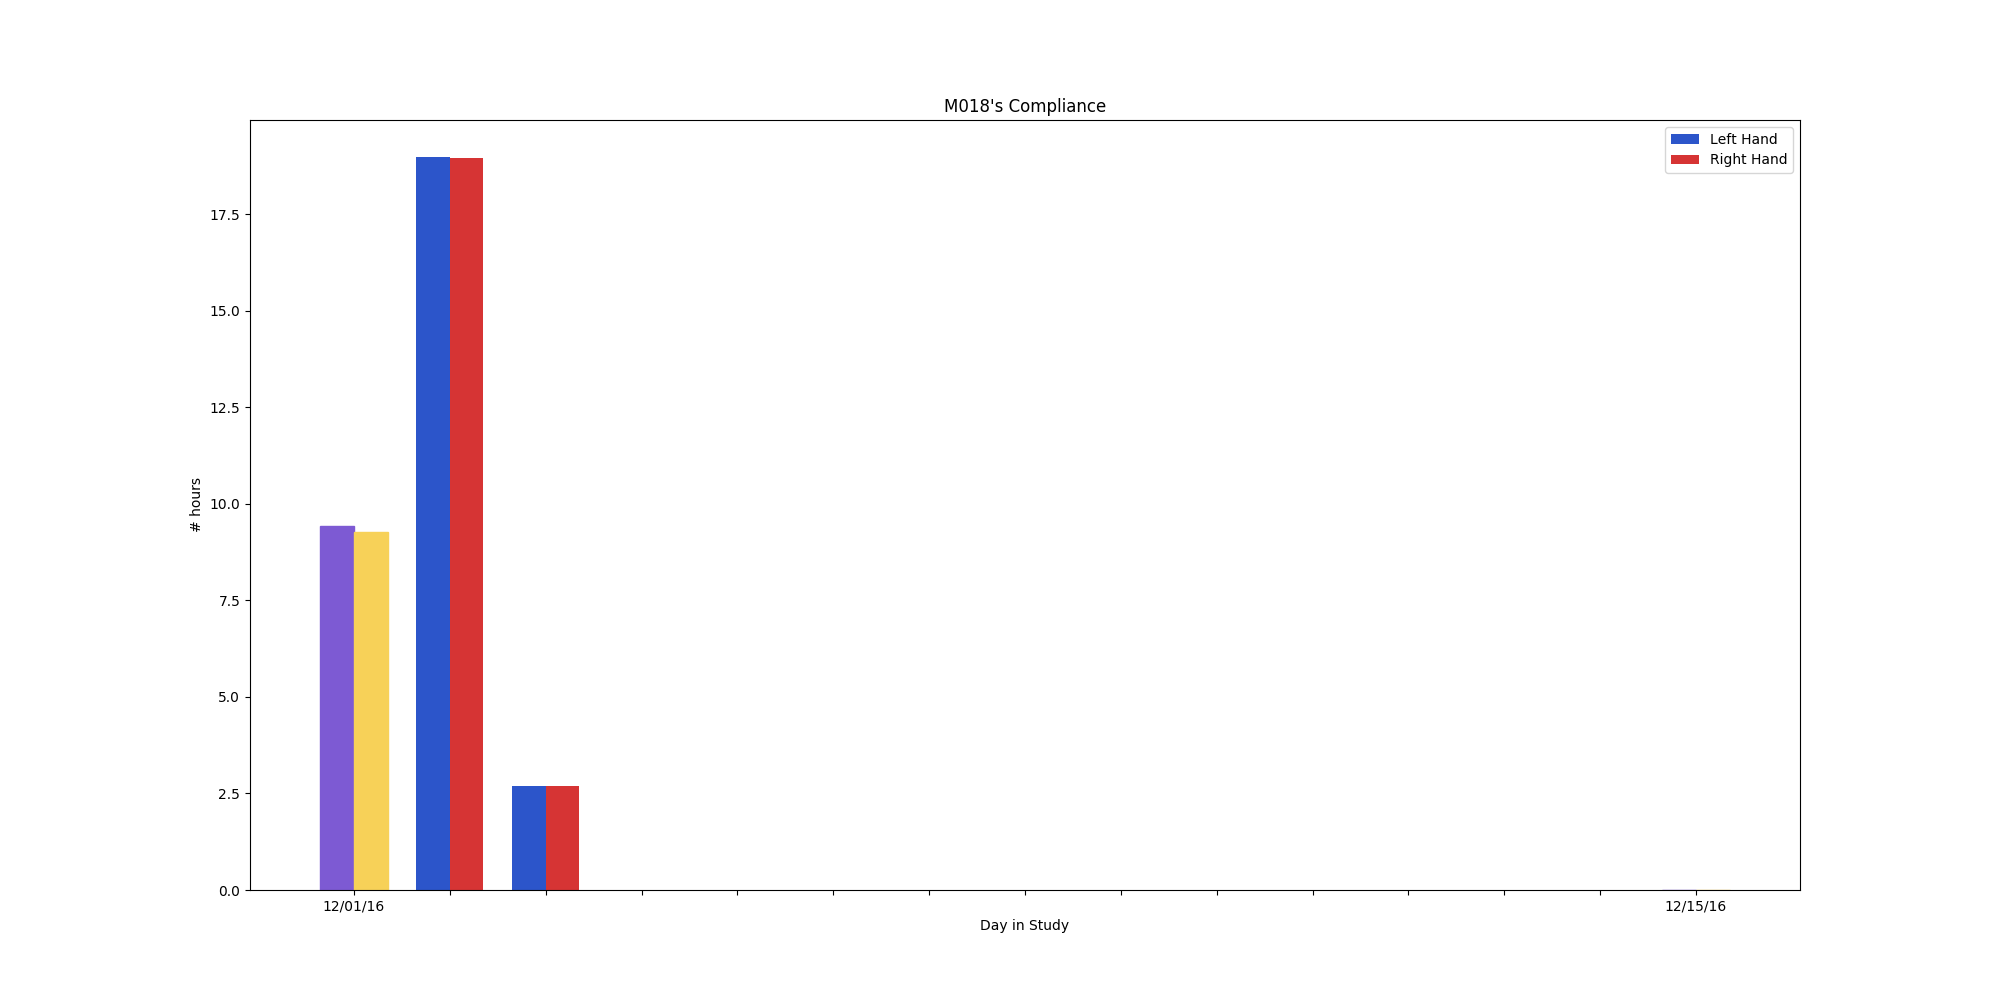 M018's Compliance
Left Hand
Right Hand
17.5
15.0
12.5
10.0
7.5
5.0
2.5
0.0
# hours
12/01/16
12/15/16
Day in Study